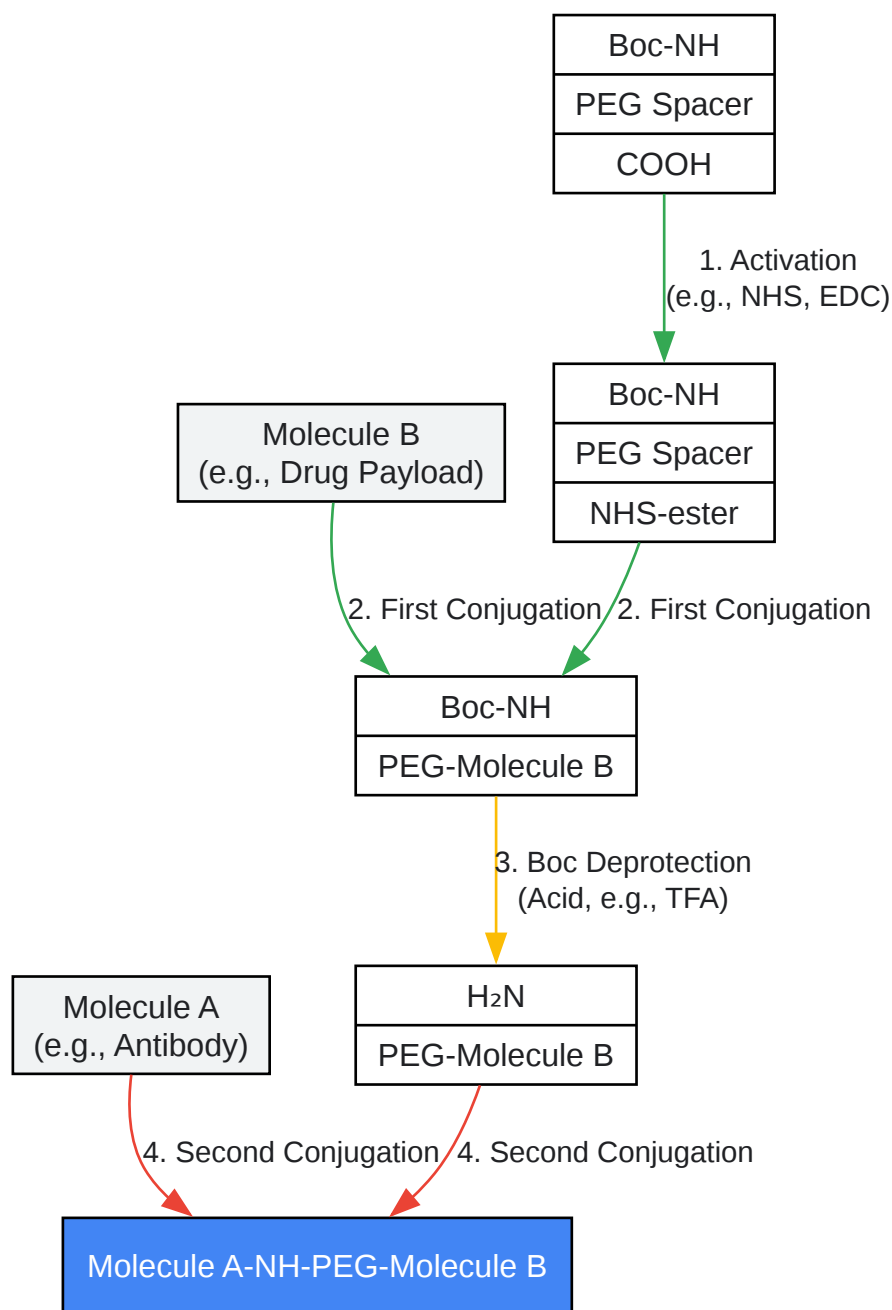 Boc-NH
PEG Spacer
COOH
1. Activation
(e.g., NHS, EDC)
Boc-NH
PEG Spacer
NHS-ester
Molecule B
(e.g., Drug Payload)
2. First Conjugation
2. First Conjugation
Boc-NH
PEG-Molecule B
3. Boc Deprotection
(Acid, e.g., TFA)
H₂N
PEG-Molecule B
Molecule A
(e.g., Antibody)
4. Second Conjugation
4. Second Conjugation
Molecule A-NH-PEG-Molecule B